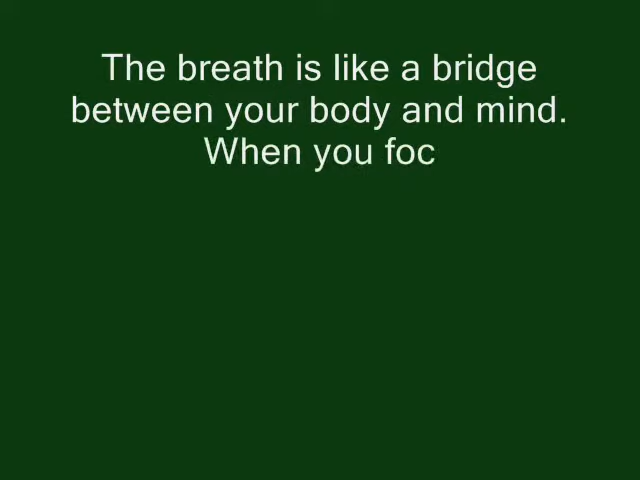 The breath is like a bridge
between your body and mind.
When you foc